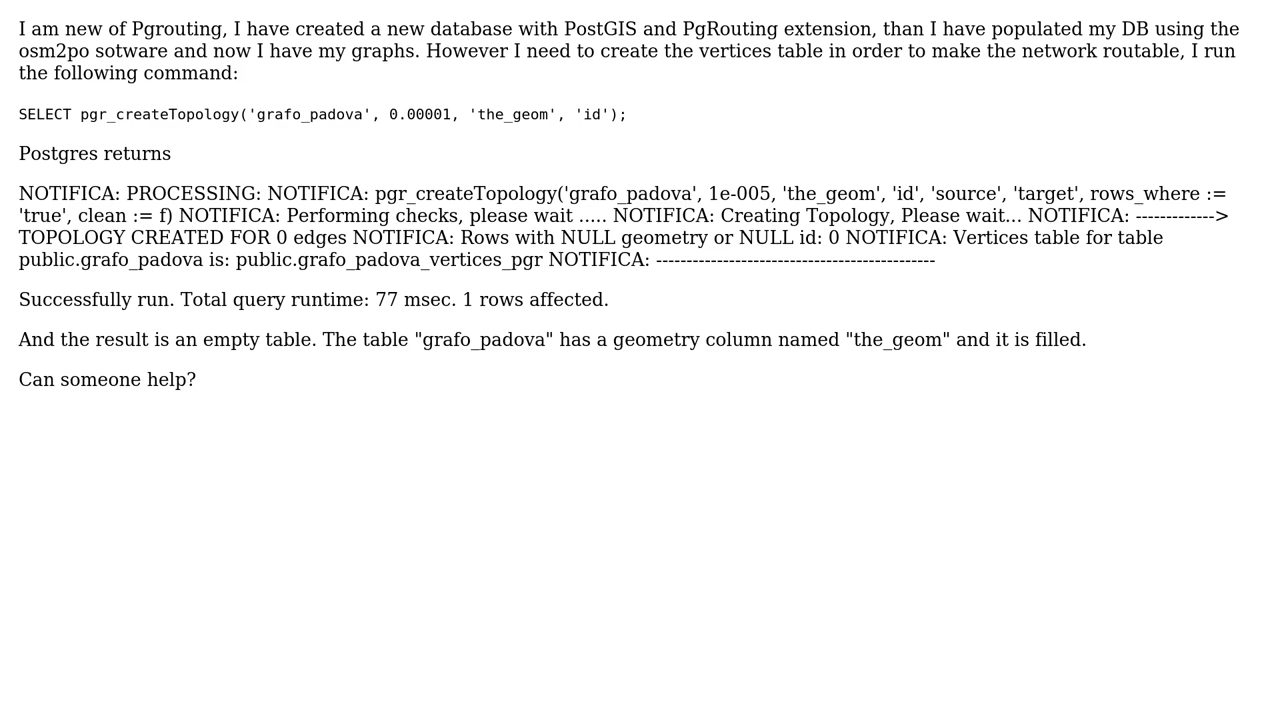 I am new of Pgrouting, I have created a new database with PostGIS and PgRouting extension, than I have populated my DB using the
osm2po sotware and now I have my graphs. However I need to create the vertices table in order to make the network routable, I run
the following command:
SELECT pgr_createTopology('grafo_padova', 0.00001, 'the_geom', 'id');
Postgres returns
NOTIFICA: PROCESSING: NOTIFICA: pgr_createTopology('grafo_padova', 1e-005, 'the_geom', 'id', 'source', 'target', rows_where :=
'true', clean := f) NOTIFICA: Performing checks, please wait ..... NOTIFICA: Creating Topology, Please wait... NOTIFICA: ------------->
TOPOLOGY CREATED FOR 0 edges NOTIFICA: Rows with NULL geometry or NULL id: 0 NOTIFICA: Vertices table for table
public.grafo_padova is: public.grafo_padova_vertices_pgr NOTIFICA: ----------------------------------------------
Successfully run. Total query runtime: 77 msec. 1 rows affected.
And the result is an empty table. The table "grafo_padova" has a geometry column named "the_geom" and it is filled.
Can someone help?